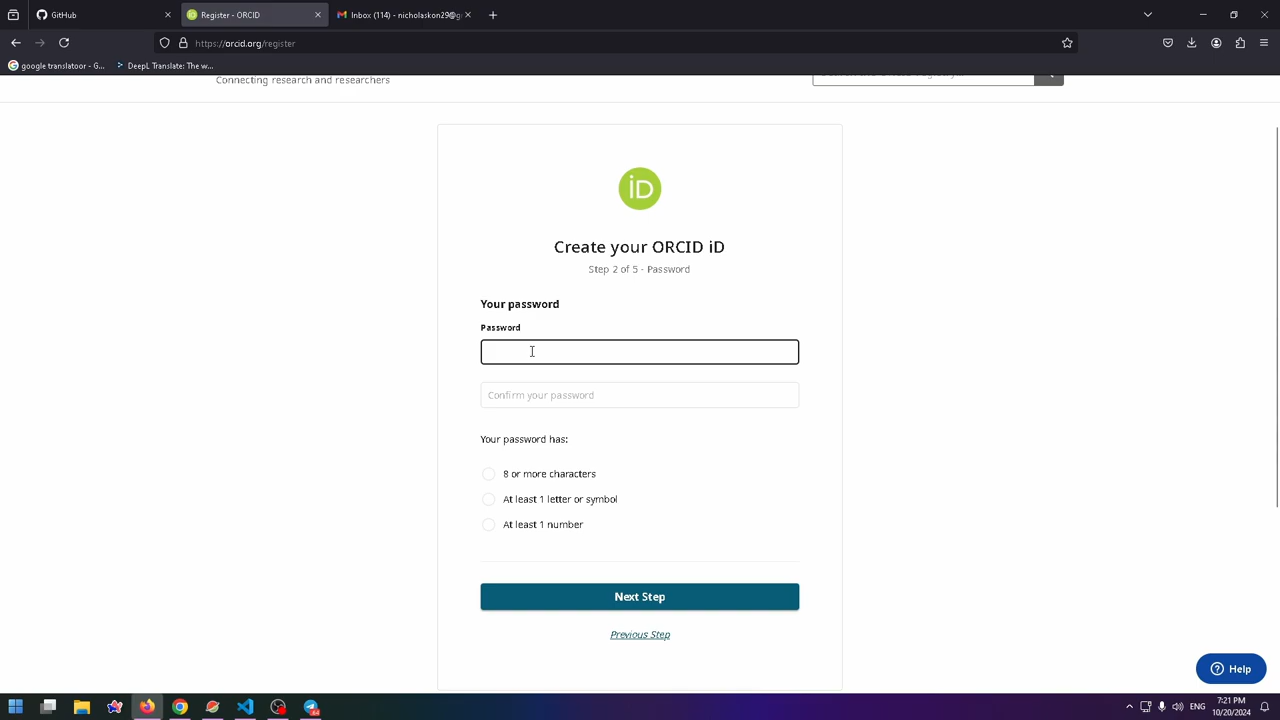 GitHub
Register - ORCID
Inbox (114) - nicholaskon29@g
https://orcid.org/register
google translatoor - G...
DeepL Translate: The w...
Connecting research and researchers
iD
Create your ORCID iD
Step 2 of 5 - Password
Your password
Password
Confirm your password
Your password has:
8 or more characters
At least 1 letter or symbol
At least 1 number
Next Step
Previous Step
Help
ENG
7:21 PM
10/20/2024